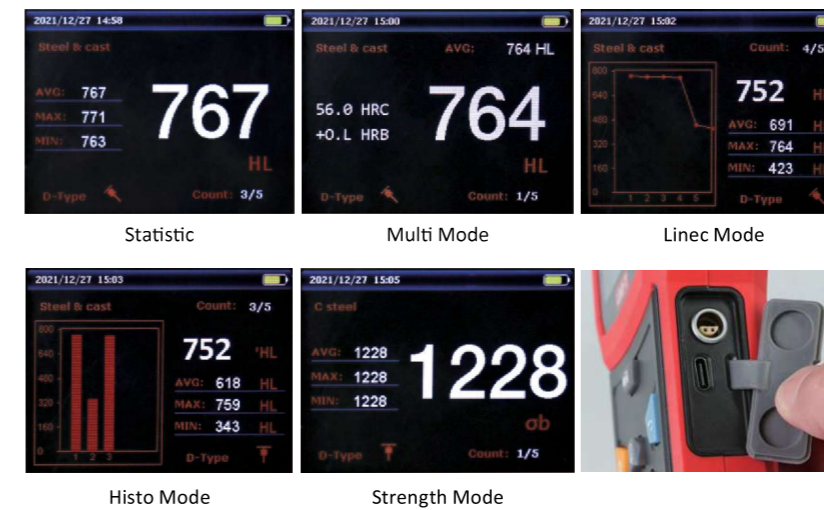 2021/12/27 14:58
Steel & cast
AVG: 767
MAX: 771
MIN: 763
767
HL
D-Type
Count: 3/5
Statistic
2021/12/27 15:00
Steel & cast
AVG: 764 HL
56.0 HRC
+O.L HRB
764
HL
D-Type
Count: 1/5
Multi Mode
2021/12/27 15:02
Steel & cast
Count: 4/5
800
640
480
320
160
0
1 2 3 4 5
752
AVG: 691
MAX: 764
MIN: 423
D-Type
Linec Mode
2021/12/27 15:03
Steel & cast
Count: 3/5
800
640
480
320
160
0
1 2 3
752 HL
AVG: 618 HL
MAX: 759 HL
MIN: 343 HL
D-Type
Histo Mode
2021/12/27 15:05
C steel
AVG: 1228
MAX: 1228
MIN: 1228
1228
σb
D-Type
Count: 1/5
Strength Mode